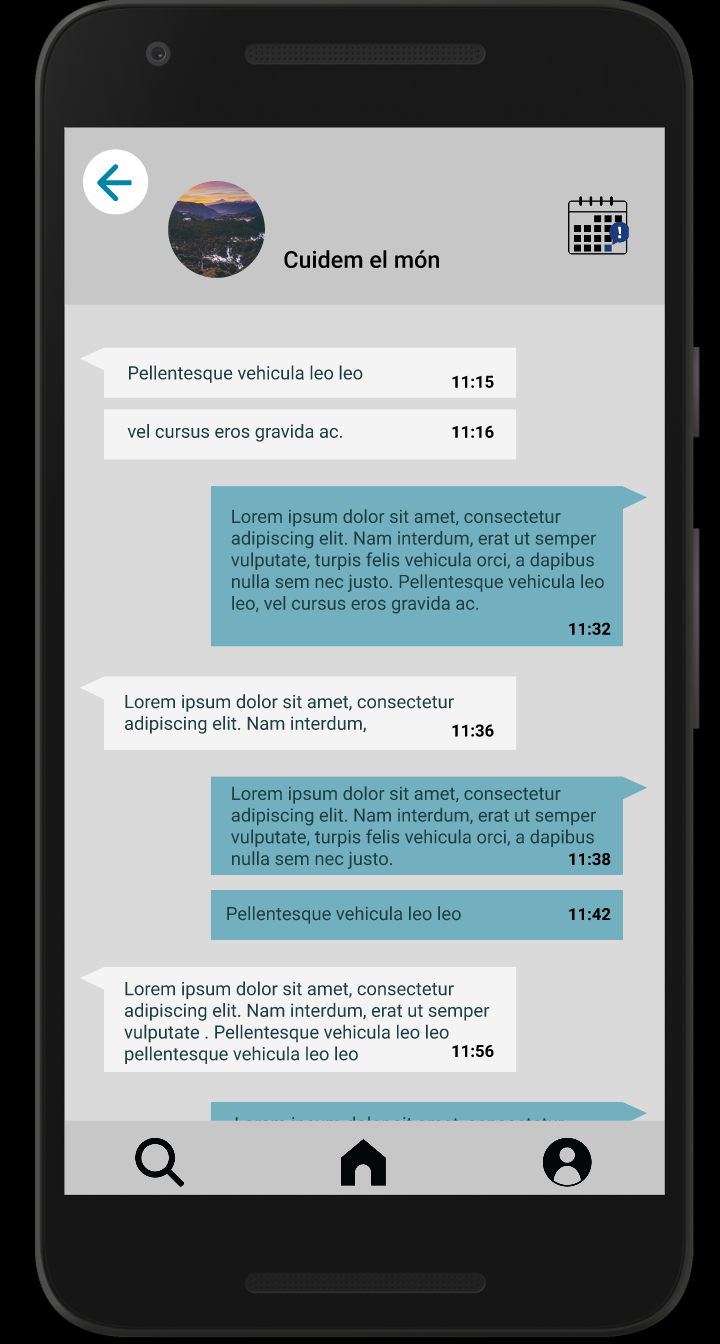 Cuidem el món
Pellentesque vehicula leo leo
11:15
vel cursus eros gravida ac.
11:16
Lorem ipsum dolor sit amet, consectetur
adipiscing elit. Nam interdum, erat ut semper
vulputate, turpis felis vehicula orci, a dapibus
nulla sem nec justo. Pellentesque vehicula leo
leo, vel cursus eros gravida ac.
11:32
Lorem ipsum dolor sit amet, consectetur
adipiscing elit. Nam interdum,
11:36
Lorem ipsum dolor sit amet, consectetur
adipiscing elit. Nam interdum, erat ut semper
vulputate, turpis felis vehicula orci, a dapibus
nulla sem nec justo.
11:38
Pellentesque vehicula leo leo
11:42
Lorem ipsum dolor sit amet, consectetur
adipiscing elit. Nam interdum, erat ut semper
vulputate . Pellentesque vehicula leo leo
pellentesque vehicula leo leo
11:56